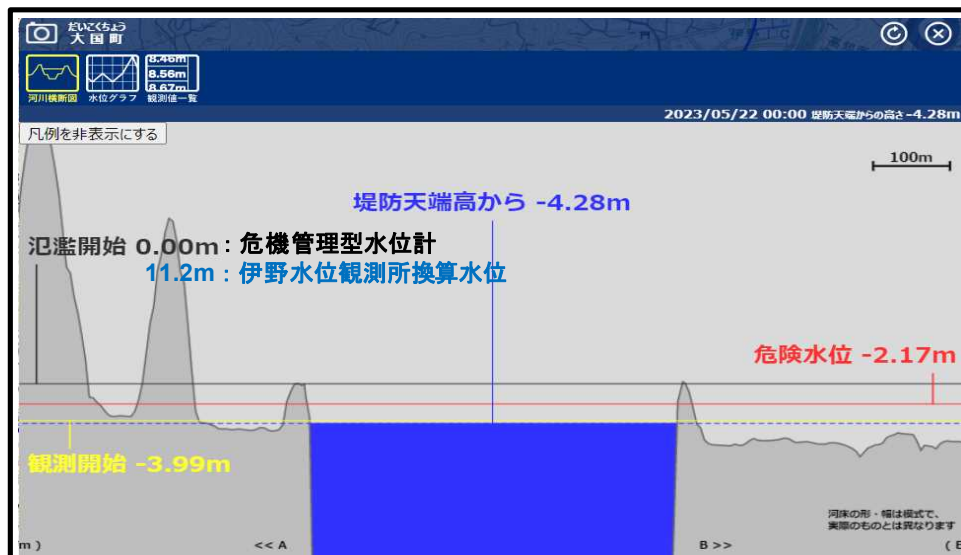 だいこくちょう
大国町
8.46m
8.56m
8.67m
河川横断図 水位グラフ 観測値一覧
2023/05/22 00:00 堤防天端からの高さ-4.28m
凡例を非表示にする
100m
堤防天端高から -4.28m
氾濫開始 0.00m：危機管理型水位計
11.2m：伊野水位観測所換算水位
危険水位 -2.17m
観測開始 -3.99m
河床の形・幅は模式で、
実際のものとは異なります
m )
<< A
B >>